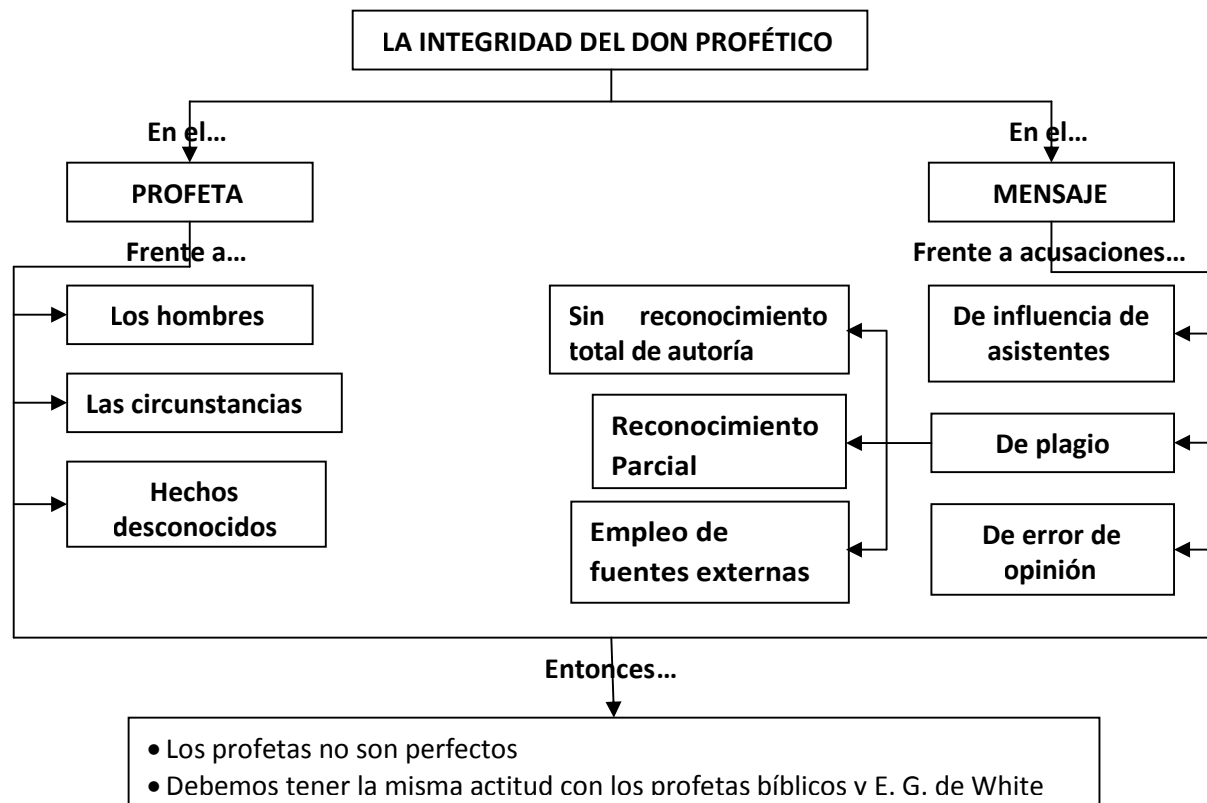 LA INTEGRIDAD DEL DON PROFÉTICO
En el…
PROFETA
Frente a…
Los hombres
Las circunstancias
Hechos
desconocidos
En el…
MENSAJE
Frente a acusaciones…
De influencia de
asistentes
De plagio
De error de
opinión
Sin reconocimiento
total de autoría
Reconocimiento
Parcial
Empleo de
fuentes externas
Entonces…
• Los profetas no son perfectos
• Debemos tener la misma actitud con los profetas bíblicos y E. G. de White